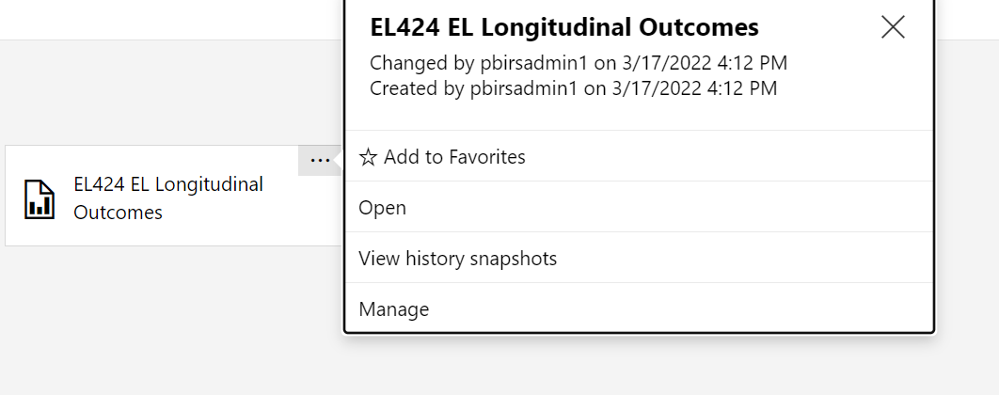 EL424 EL Longitudinal Outcomes
Changed by pbirsadmin1 on 3/17/2022 4:12 PM
Created by pbirsadmin1 on 3/17/2022 4:12 PM
...
EL424 EL Longitudinal
Outcomes
Add to Favorites
Open
View history snapshots
Manage